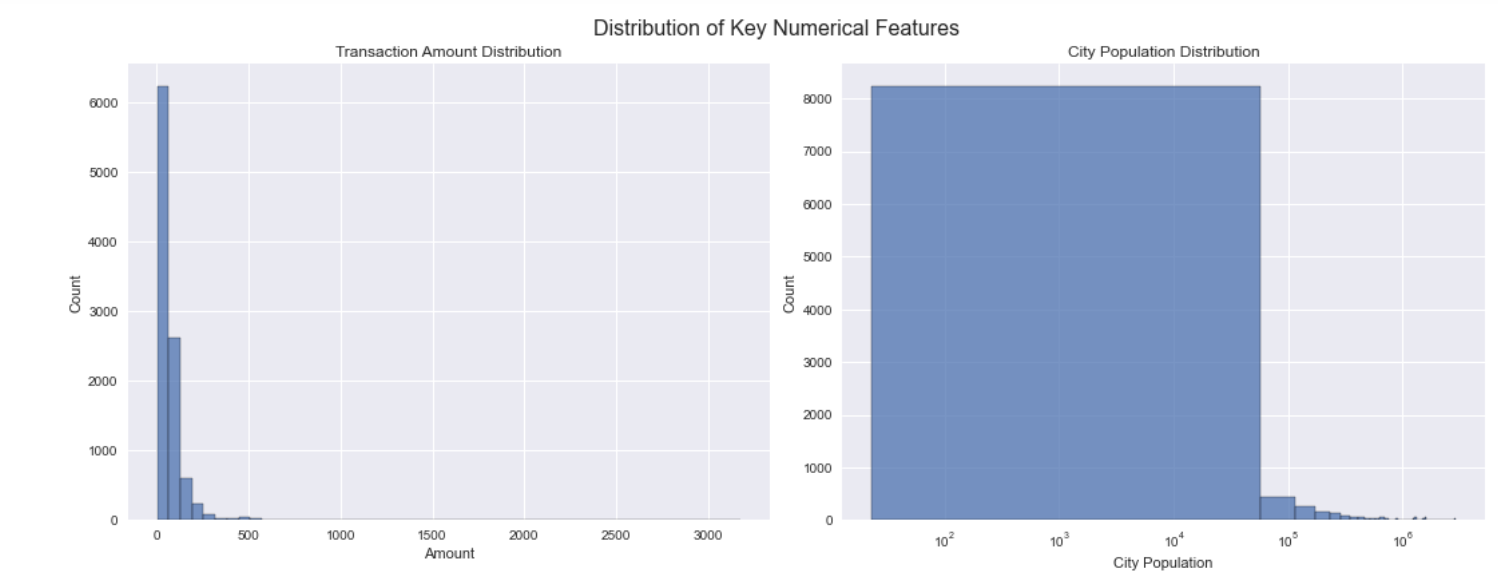 Distribution of Key Numerical Features
Transaction Amount Distribution
City Population Distribution
6000
5000
4000
3000
2000
1000
0
Count
0 500 1000 1500 2000 2500 3000
Amount
8000
7000
6000
5000
4000
3000
2000
1000
0
Count
10² 10³ 10⁴ 10⁵ 10⁶
City Population